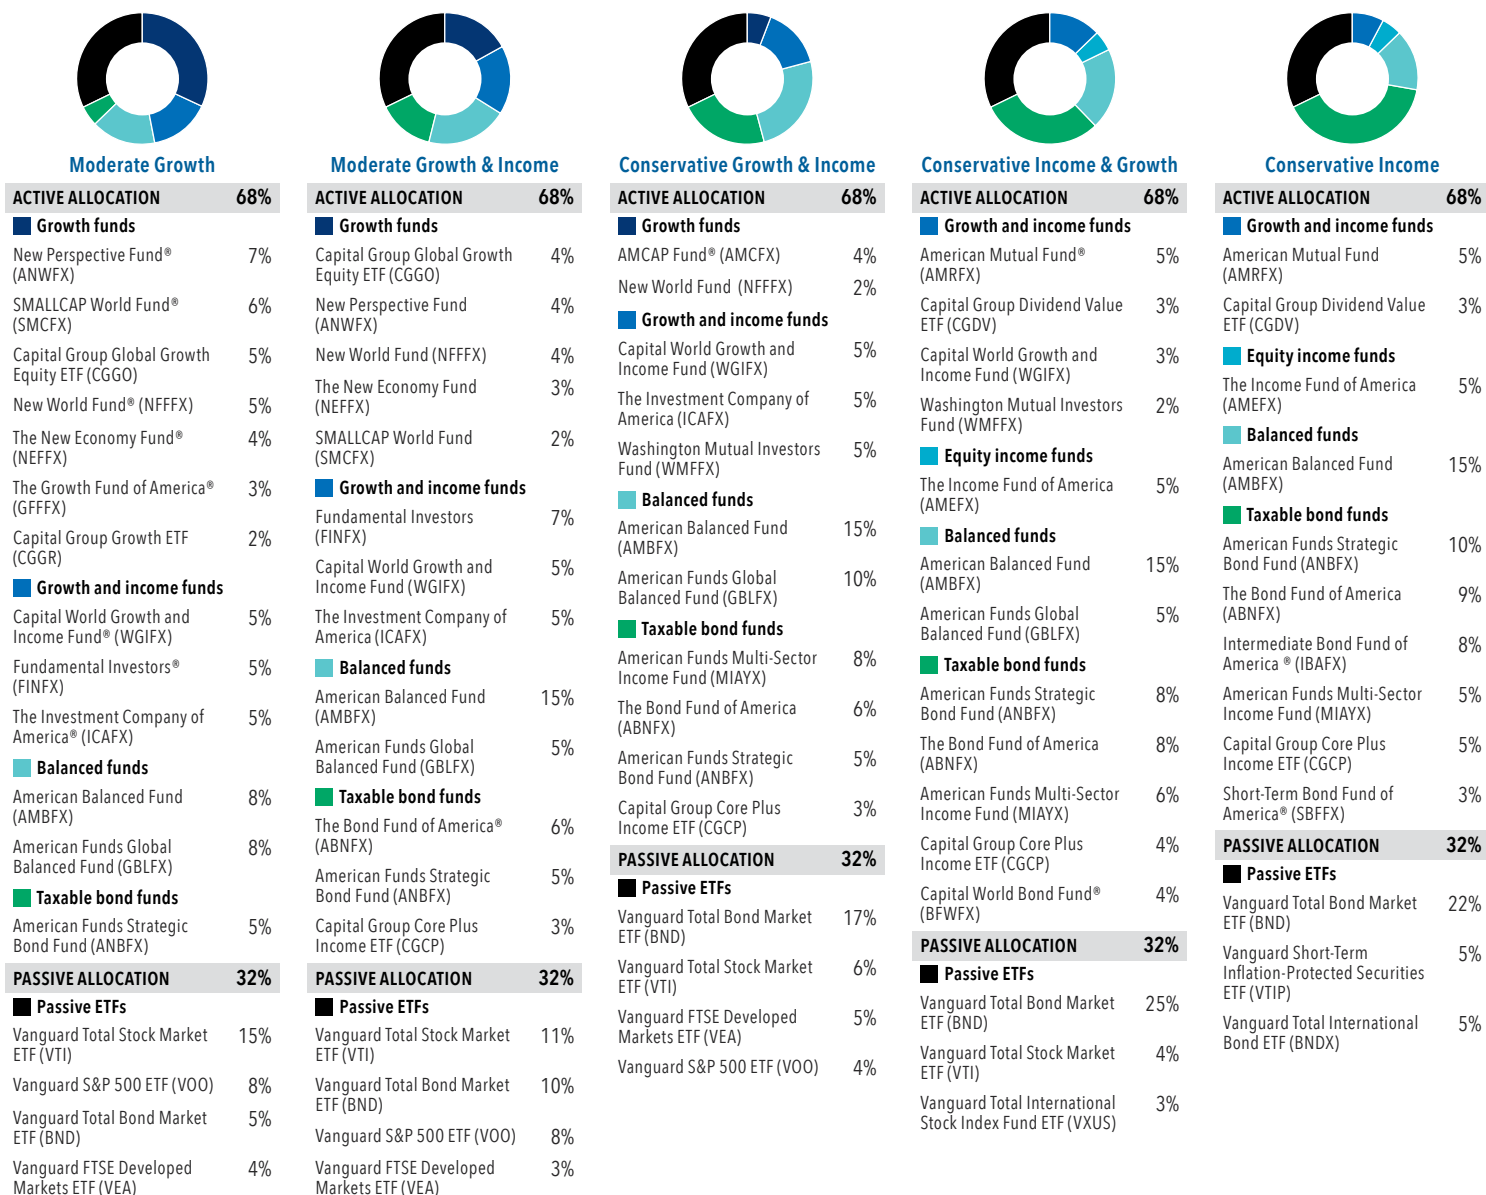 Moderate Growth
ACTIVE ALLOCATION 68%
Growth funds
New Perspective Fund® 7%
(ANWFX)
SMALLCAP World Fund® 6%
(SMCFX)
Capital Group Global Growth 5%
Equity ETF (CGGO)
New World Fund® (NFFFX) 5%
The New Economy Fund® 4%
(NEFFX)
The Growth Fund of America® 3%
(GFFFX)
Capital Group Growth ETF 2%
(CGGR)
Growth and income funds
Capital World Growth and 5%
Income Fund® (WGIFX)
Fundamental Investors® 5%
(FINFX)
The Investment Company of 5%
America® (ICAFX)
Balanced funds
American Balanced Fund 8%
(AMBFX)
American Funds Global 8%
Balanced Fund (GBLFX)
Taxable bond funds
American Funds Strategic 5%
Bond Fund (ANBFX)
PASSIVE ALLOCATION 32%
Passive ETFs
Vanguard Total Stock Market 15%
ETF (VTI)
Vanguard S&P 500 ETF (VOO) 8%
Vanguard Total Bond Market 5%
ETF (BND)
Vanguard FTSE Developed 4%
Markets ETF (VEA)
Moderate Growth & Income
ACTIVE ALLOCATION 68%
Growth funds
Capital Group Global Growth 4%
Equity ETF (CGGO)
New Perspective Fund 4%
(ANWFX)
New World Fund (NFFFX) 4%
The New Economy Fund 3%
(NEFFX)
SMALLCAP World Fund 2%
(SMCFX)
Growth and income funds
Fundamental Investors 7%
(FINFX)
Capital World Growth and 5%
Income Fund (WGIFX)
The Investment Company of 5%
America (ICAFX)
Balanced funds
American Balanced Fund 15%
(AMBFX)
American Funds Global 5%
Balanced Fund (GBLFX)
Taxable bond funds
The Bond Fund of America® 6%
(ABNFX)
American Funds Strategic 5%
Bond Fund (ANBFX)
Capital Group Core Plus 3%
Income ETF (CGCP)
PASSIVE ALLOCATION 32%
Passive ETFs
Vanguard Total Stock Market 11%
ETF (VTI)
Vanguard Total Bond Market 10%
ETF (BND)
Vanguard S&P 500 ETF (VOO) 8%
Vanguard FTSE Developed 3%
Markets ETF (VEA)
Conservative Growth & Income
ACTIVE ALLOCATION 68%
Growth funds
AMCAP Fund® (AMCFX) 4%
New World Fund (NFFFX) 2%
Growth and income funds
Capital World Growth and 5%
Income Fund (WGIFX)
The Investment Company of 5%
America (ICAFX)
Washington Mutual Investors 5%
Fund (WMFFX)
Balanced funds
American Balanced Fund 15%
(AMBFX)
American Funds Global 10%
Balanced Fund (GBLFX)
Taxable bond funds
American Funds Multi-Sector 8%
Income Fund (MIAYX)
The Bond Fund of America 6%
(ABNFX)
American Funds Strategic 5%
Bond Fund (ANBFX)
Capital Group Core Plus 3%
Income ETF (CGCP)
PASSIVE ALLOCATION 32%
Passive ETFs
Vanguard Total Bond Market 17%
ETF (BND)
Vanguard Total Stock Market 6%
ETF (VTI)
Vanguard FTSE Developed 5%
Markets ETF (VEA)
Vanguard S&P 500 ETF (VOO) 4%
Conservative Income & Growth
ACTIVE ALLOCATION 68%
Growth and income funds
American Mutual Fund® 5%
(AMRFX)
Capital Group Dividend Value 3%
ETF (CGDV)
Capital World Growth and 3%
Income Fund (WGIFX)
Washington Mutual Investors 2%
Fund (WMFFX)
Equity income funds
The Income Fund of America 5%
(AMEFX)
Balanced funds
American Balanced Fund 15%
(AMBFX)
American Funds Global 5%
Balanced Fund (GBLFX)
Taxable bond funds
American Funds Strategic 8%
Bond Fund (ANBFX)
The Bond Fund of America 8%
(ABNFX)
American Funds Multi-Sector 6%
Income Fund (MIAYX)
Capital Group Core Plus 4%
Income ETF (CGCP)
Capital World Bond Fund® 4%
(BFWFX)
PASSIVE ALLOCATION 32%
Passive ETFs
Vanguard Total Bond Market 25%
ETF (BND)
Vanguard Total Stock Market 4%
ETF (VTI)
Vanguard Total International 3%
Stock Index Fund ETF (VXUS)
Conservative Income
ACTIVE ALLOCATION 68%
Growth and income funds
American Mutual Fund 5%
(AMRFX)
Capital Group Dividend Value 3%
ETF (CGDV)
Equity income funds
The Income Fund of America 5%
(AMEFX)
Balanced funds
American Balanced Fund 15%
(AMBFX)
Taxable bond funds
American Funds Strategic 10%
Bond Fund (ANBFX)
The Bond Fund of America 9%
(ABNFX)
Intermediate Bond Fund of 8%
America ® (IBAFX)
American Funds Multi-Sector 5%
Income Fund (MIAYX)
Capital Group Core Plus 5%
Income ETF (CGCP)
Short-Term Bond Fund of 3%
America® (SBFFX)
PASSIVE ALLOCATION 32%
Passive ETFs
Vanguard Total Bond Market 22%
ETF (BND)
Vanguard Short-Term 5%
Inflation-Protected Securities
ETF (VTIP)
Vanguard Total International 5%
Bond ETF (BNDX)